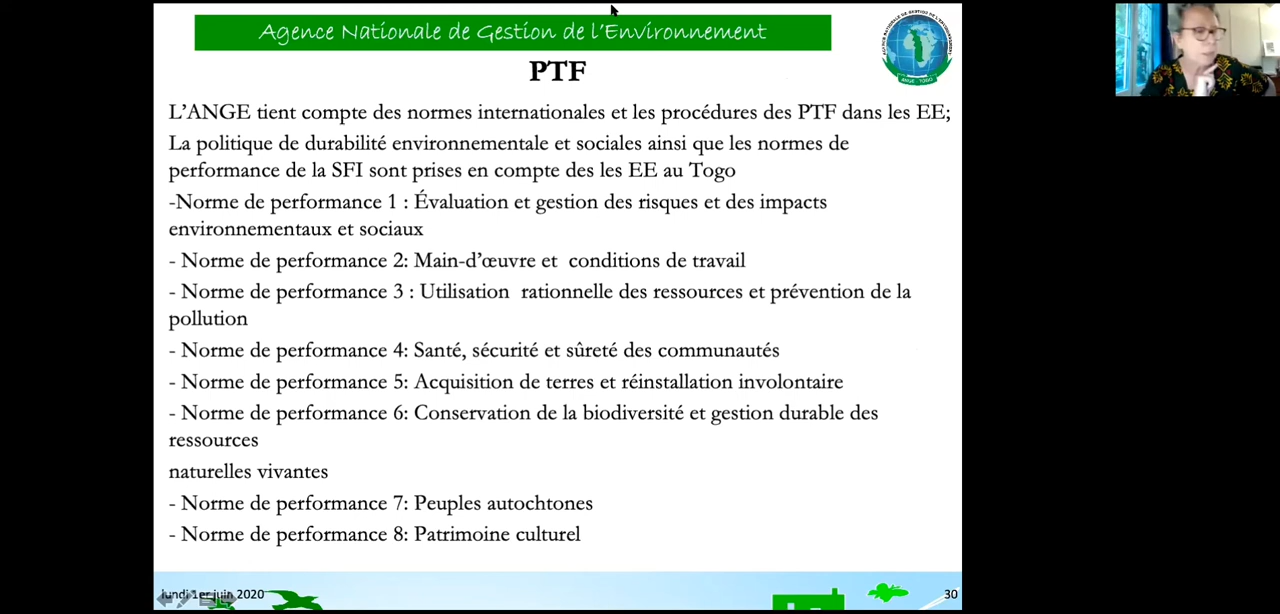 Agence Nationale de Gestion de l'Environnement
PTF
L'ANGE tient compte des normes internationales et les procédures des PTF dans les EE;
La politique de durabilité environnementale et sociales ainsi que les normes de
performance de la SFI sont prises en compte des les EE au Togo
-Norme de performance 1 : Évaluation et gestion des risques et des impacts
environnementaux et sociaux
- Norme de performance 2: Main-d'œuvre et conditions de travail
- Norme de performance 3 : Utilisation rationnelle des ressources et prévention de la
pollution
- Norme de performance 4: Santé, sécurité et sûreté des communautés
- Norme de performance 5: Acquisition de terres et réinstallation involontaire
- Norme de performance 6: Conservation de la biodiversité et gestion durable des
ressources
naturelles vivantes
- Norme de performance 7: Peuples autochtones
- Norme de performance 8: Patrimoine culturel
lundi 1er juin 2020
30